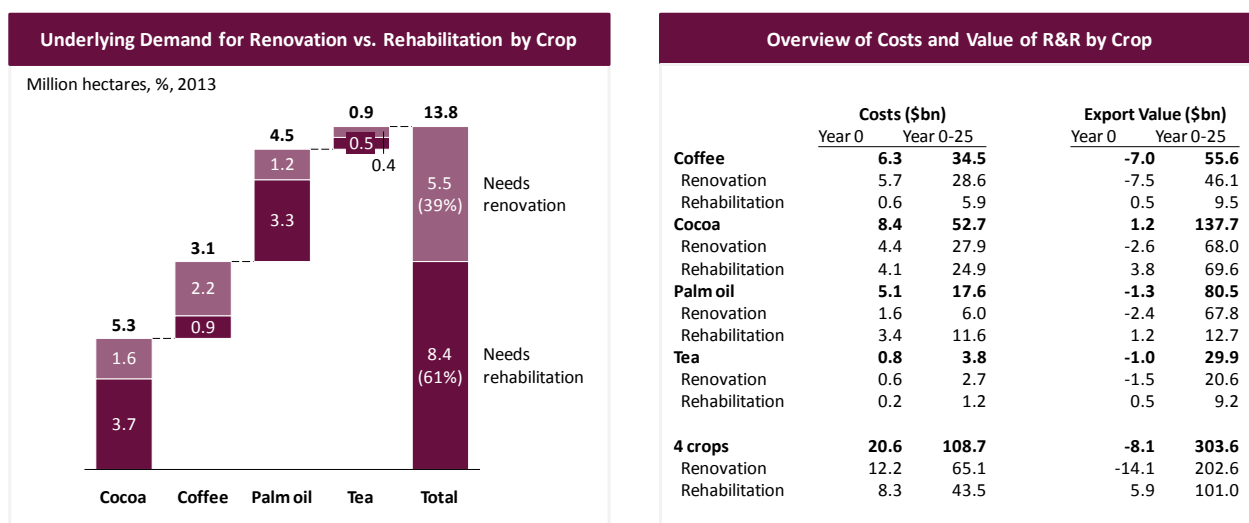 Underlying Demand for Renovation vs. Rehabilitation by Crop
Million hectares, %, 2013
0.9
13.8
4.5
0.5
0.4
1.2
5.5
(39%)
Needs
renovation
3.3
3.1
2.2
0.9
5.3
1.6
8.4
(61%)
Needs
rehabilitation
3.7
Cocoa Coffee Palm oil Tea Total
Overview of Costs and Value of R&R by Crop
Costs ($bn) Export Value ($bn)
Year 0 Year 0-25 Year 0 Year 0-25
Coffee 6.3 34.5 -7.0 55.6
Renovation 5.7 28.6 -7.5 46.1
Rehabilitation 0.6 5.9 0.5 9.5
Cocoa 8.4 52.7 1.2 137.7
Renovation 4.4 27.9 -2.6 68.0
Rehabilitation 4.1 24.9 3.8 69.6
Palm oil 5.1 17.6 -1.3 80.5
Renovation 1.6 6.0 -2.4 67.8
Rehabilitation 3.4 11.6 1.2 12.7
Tea 0.8 3.8 -1.0 29.9
Renovation 0.6 2.7 -1.5 20.6
Rehabilitation 0.2 1.2 0.5 9.2
4 crops 20.6 108.7 -8.1 303.6
Renovation 12.2 65.1 -14.1 202.6
Rehabilitation 8.3 43.5 5.9 101.0